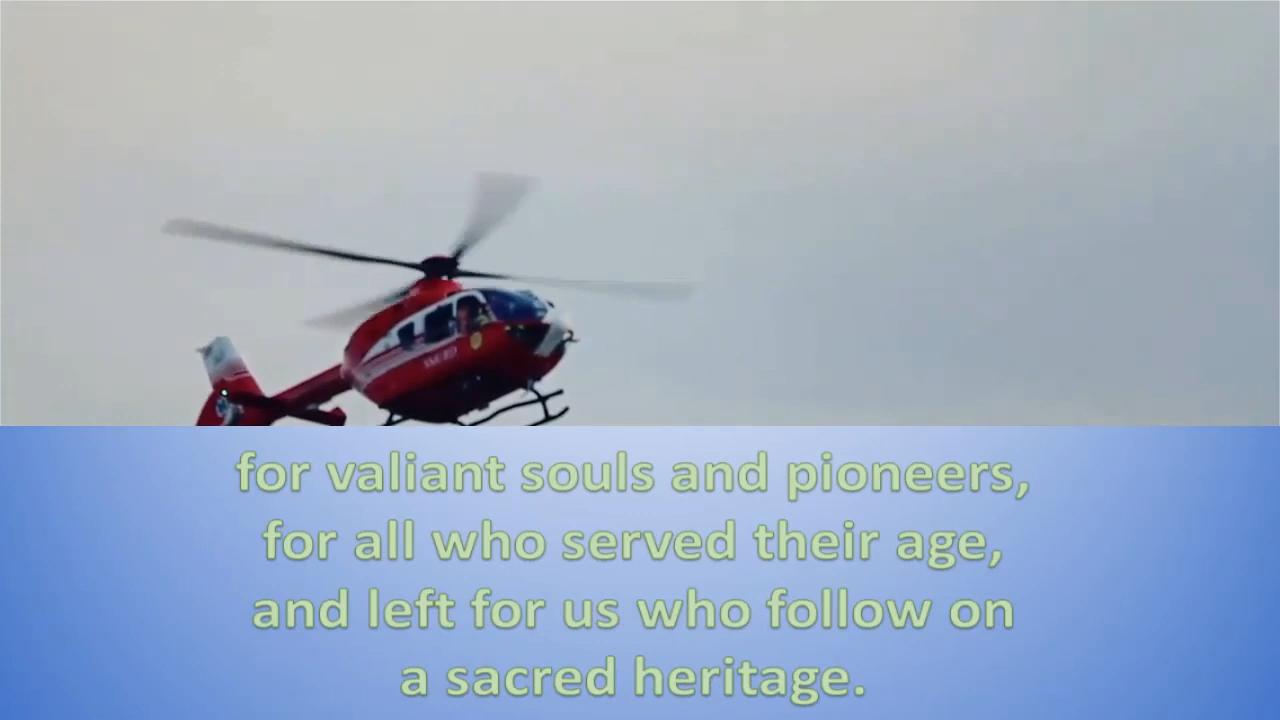 for valiant souls and pioneers,
for all who served their age,
and left for us who follow on
a sacred heritage.